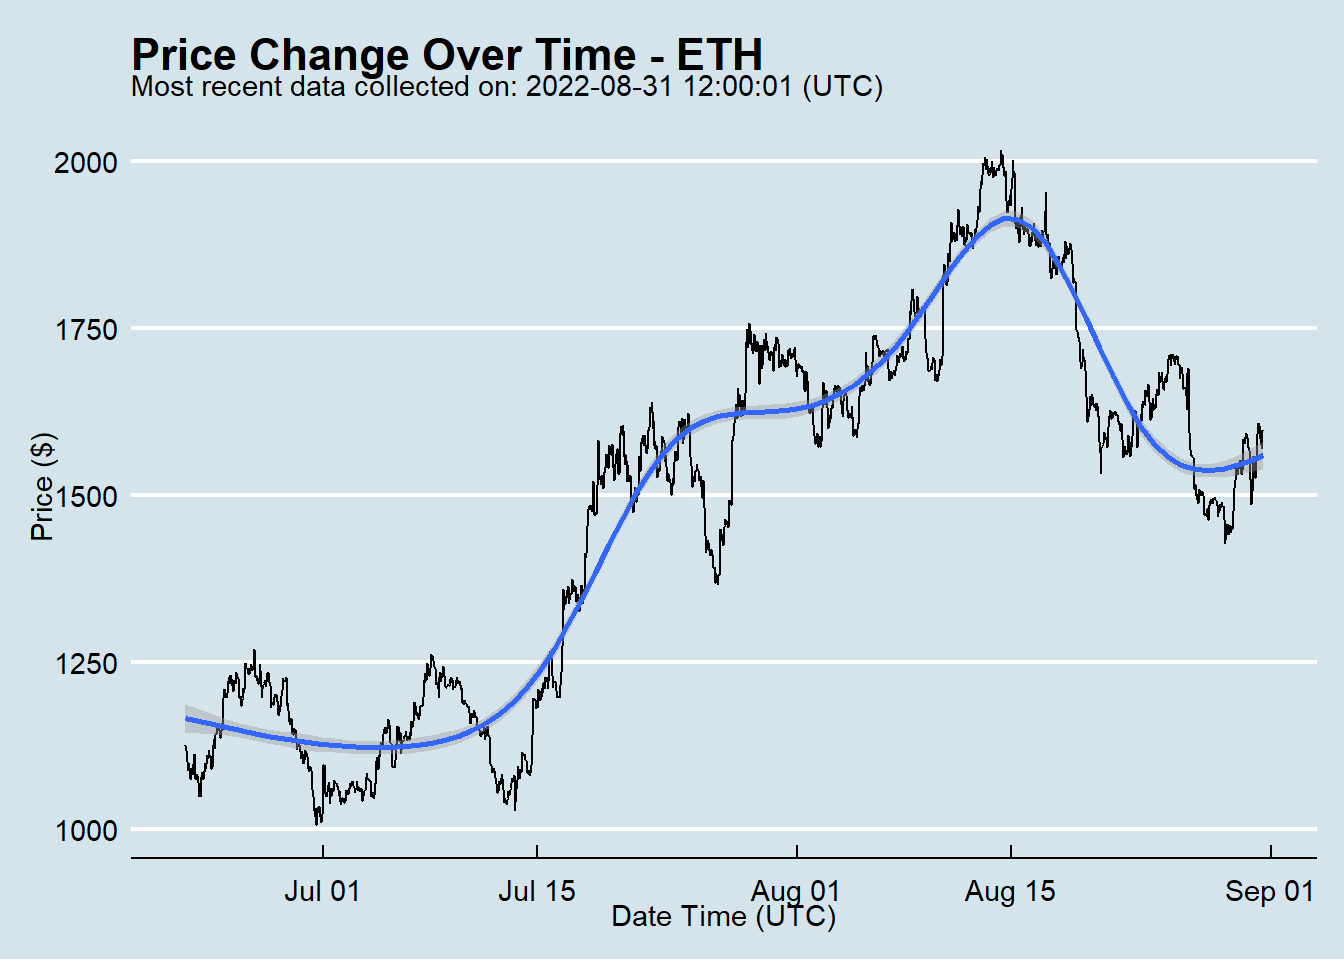 Price Change Over Time - ETH
Most recent data collected on: 2022-08-31 12:00:01 (UTC)
2000
1750
1500
1250
1000
Price ($)
Jul 01
Jul 15
Aug 01
Aug 15
Sep 01
Date Time (UTC)